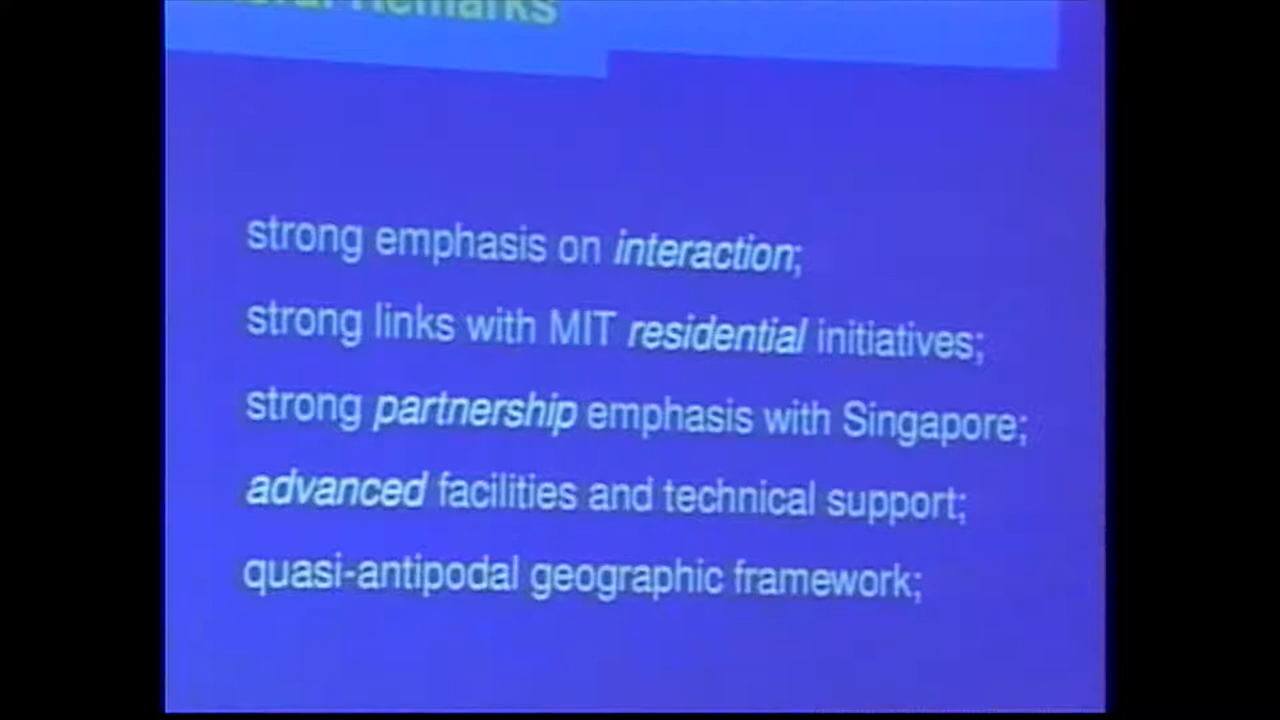 Remarks
strong emphasis on interaction;
strong links with MIT residential initiatives;
strong partnership emphasis with Singapore;
advanced facilities and technical support;
quasi-antipodal geographic framework;